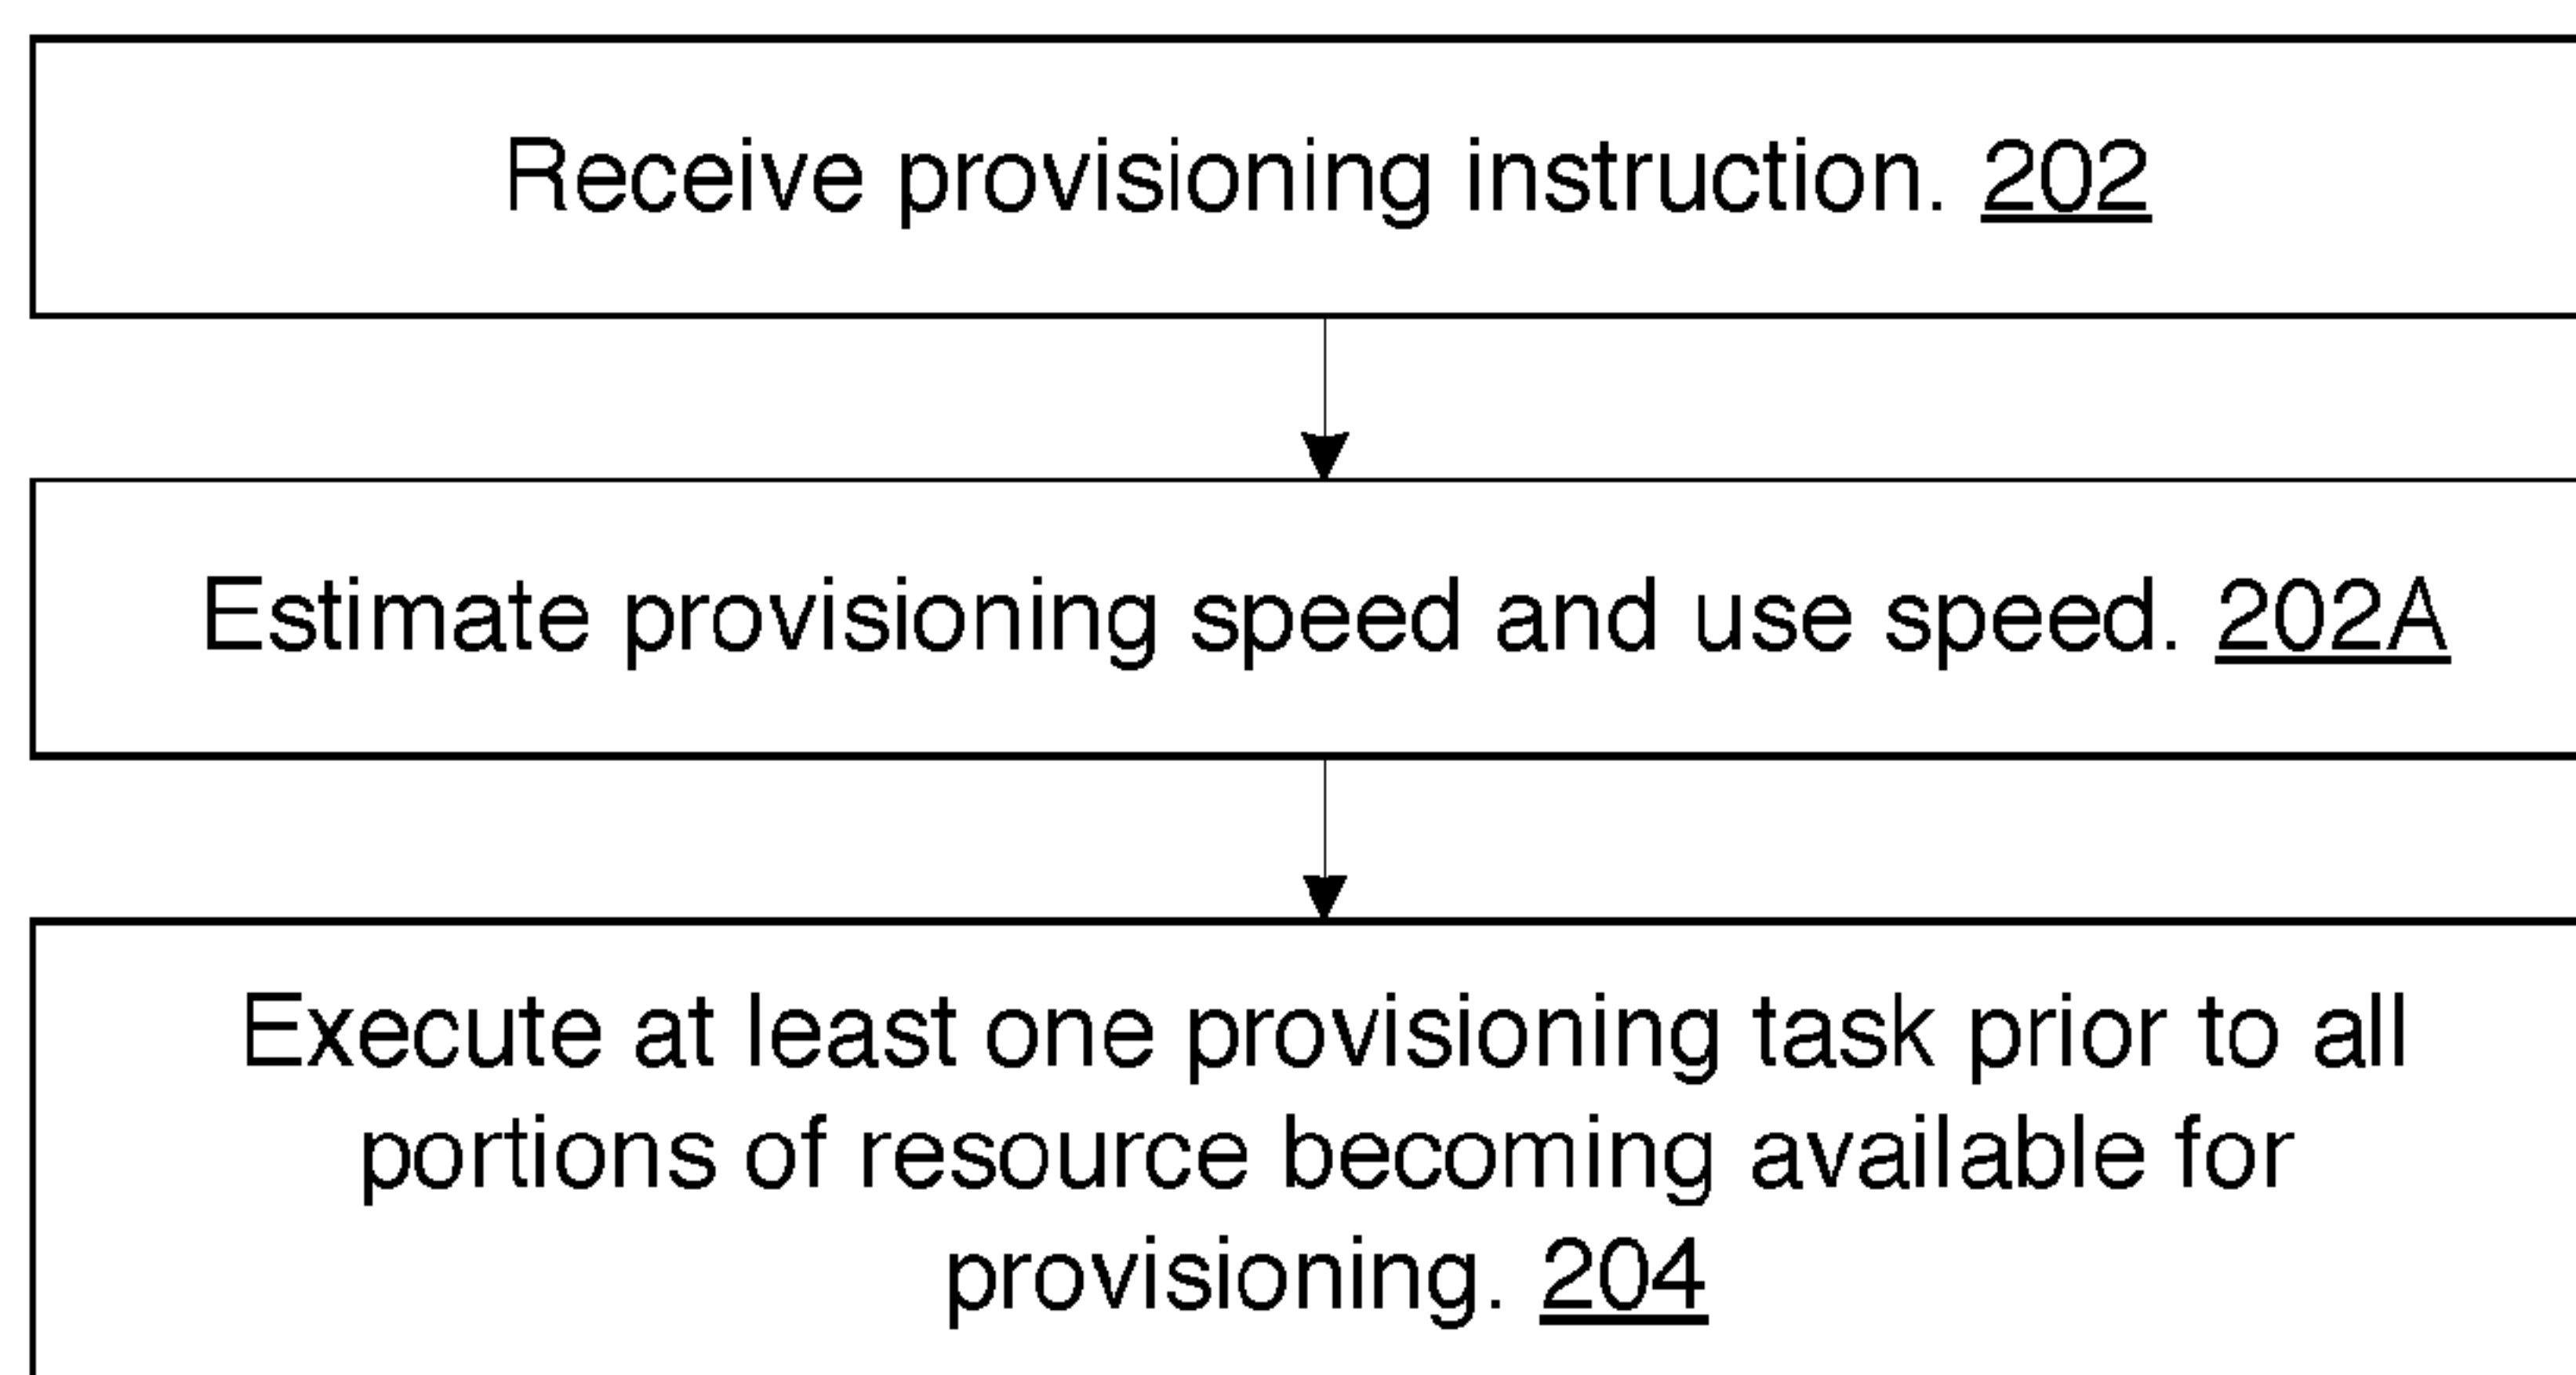 Receive provisioning instruction. 202
Estimate provisioning speed and use speed. 202A
Execute at least one provisioning task prior to all
portions of resource becoming available for
provisioning. 204